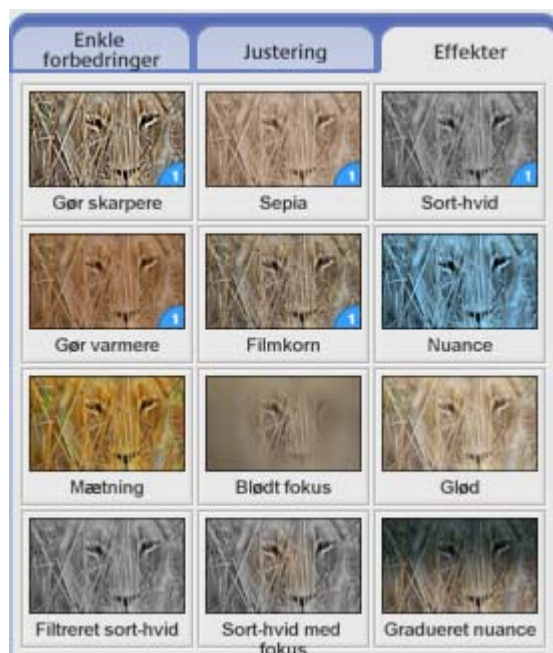 Enkle
forbedringer
Justering
Effekter
1
1
1
Gør skarpere
Sepia
Sort-hvid
1
1
Gør varmere
Filmkorn
Nuance
Mætning
Blødt fokus
Glød
Filtreret sort-hvid
Sort-hvid med
fokus
Gradueret nuance